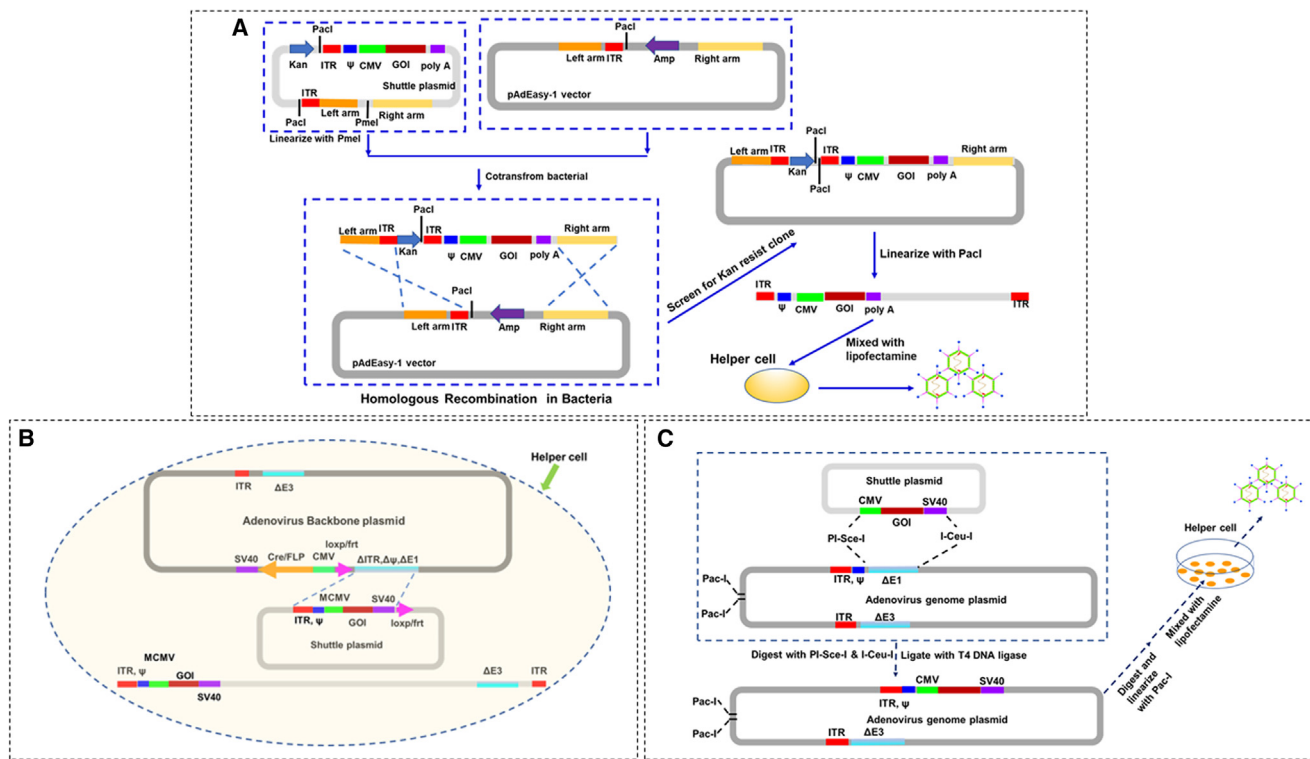 A
PacI
Kan
ITR
Ψ
CMV
GOI
poly A
Shuttle plasmid
ITR
Left arm
Right arm
PacI
PmeI
Linearize with PmeI
PacI
Left arm
ITR
Amp
Right arm
pAdEasy-1 vector
Cotransfrom bacterial
PacI
Left arm
ITR
Kan
ITR
Ψ
CMV
GOI
poly A
Right arm
PacI
Left arm
ITR
Amp
Right arm
pAdEasy-1 vector
Homologous Recombination in Bacteria
Screen for Kan resist clone
PacI
Left arm
ITR
Kan
PacI
ITR
Ψ
CMV
GOI
poly A
Right arm
Linearize with PacI
ITR
Ψ
CMV
GOI
poly A
ITR
Mixed with
lipofectamine
Helper cell
B
Helper cell
ITR
ΔE3
Adenovirus Backbone plasmid
loxp/frt
SV40
Cre/FLP
CMV
ΔITR,Δψ,ΔE1
MCMV
SV40
ITR, Ψ
GOI
loxp/frt
Shuttle plasmid
MCMV
ITR, Ψ
GOI
SV40
ΔE3
ITR
C
Shuttle plasmid
CMV
SV40
GOI
PI-Sce-I
I-Ceu-I
Pac-I
Pac-I
ITR, Ψ
ΔE1
Adenovirus genome plasmid
ITR
ΔE3
Digest with PI-Sce-I & I-Ceu-I
Ligate with T4 DNA ligase
CMV
SV40
Pac-I
Pac-I
ITR, Ψ
Adenovirus genome plasmid
ITR
ΔE3
Digest and
linearize
with Pac-I
Mixed with
lipofectamine
Helper cell